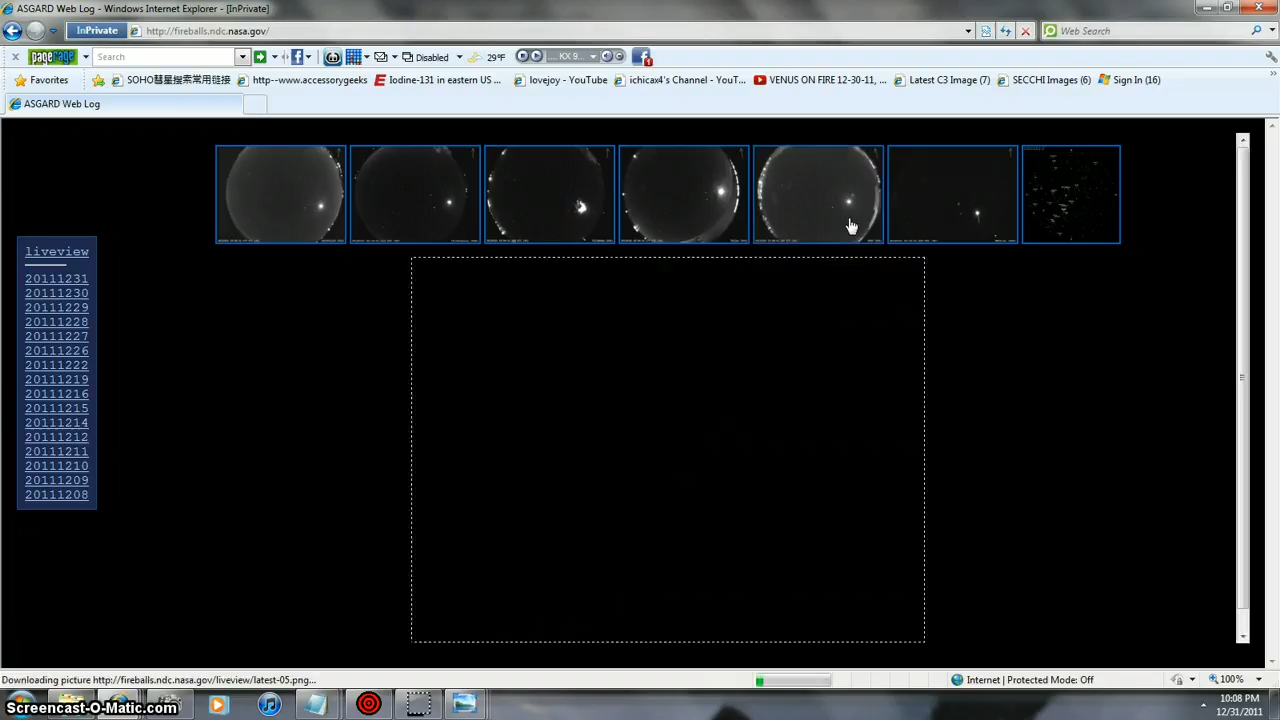 ASGARD Web Log - Windows Internet Explorer - [InPrivate]
InPrivate http://fireballs.ndc.nasa.gov/ Web Search
pagerage Search Disabled 29°F .... KX 9...
Favorites SOHO彗星搜索常用链接 http--www.accessorygeeks Iodine-131 in eastern US ... lovejoy - YouTube ichicax4's Channel - YouT... VENUS ON FIRE 12-30-11, ... Latest C3 Image (7) SECCHI Images (6) Sign In (16)
ASGARD Web Log
liveview
20111231
20111230
20111229
20111228
20111227
20111226
20111222
20111219
20111216
20111215
20111214
20111212
20111211
20111210
20111209
20111208
Downloading picture http://fireballs.ndc.nasa.gov/liveview/latest-05.png...
Internet | Protected Mode: Off
100%
Screencast-O-Matic.com
10:08 PM
12/31/2011